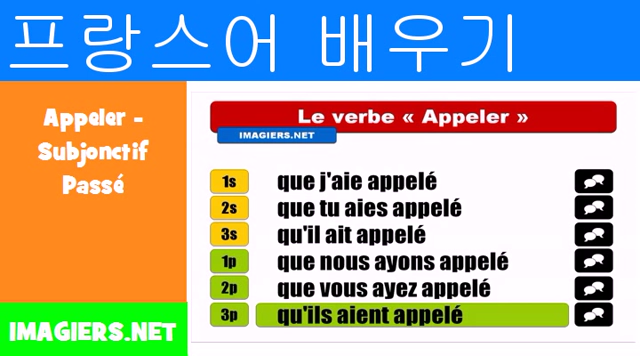 프랑스어 배우기
Appeler -
Subjonctif
Passé
IMAGIERS.NET
Le verbe « Appeler »
IMAGIERS.NET
1s que j'aie appelé
2s que tu aies appelé
3s qu'il ait appelé
1p que nous ayons appelé
2p que vous ayez appelé
3p qu'ils aient appelé